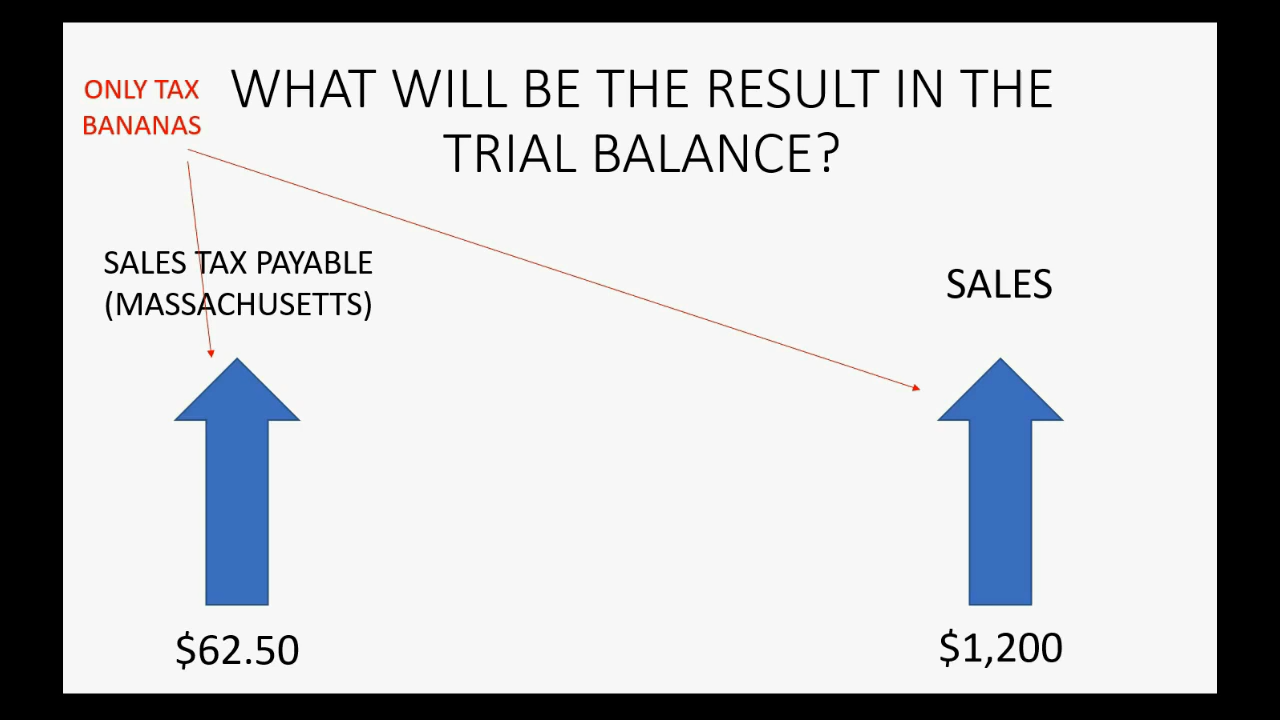 ONLY TAX
BANANAS
WHAT WILL BE THE RESULT IN THE
TRIAL BALANCE?
SALES TAX PAYABLE
(MASSACHUSETTS)
SALES
$62.50
$1,200